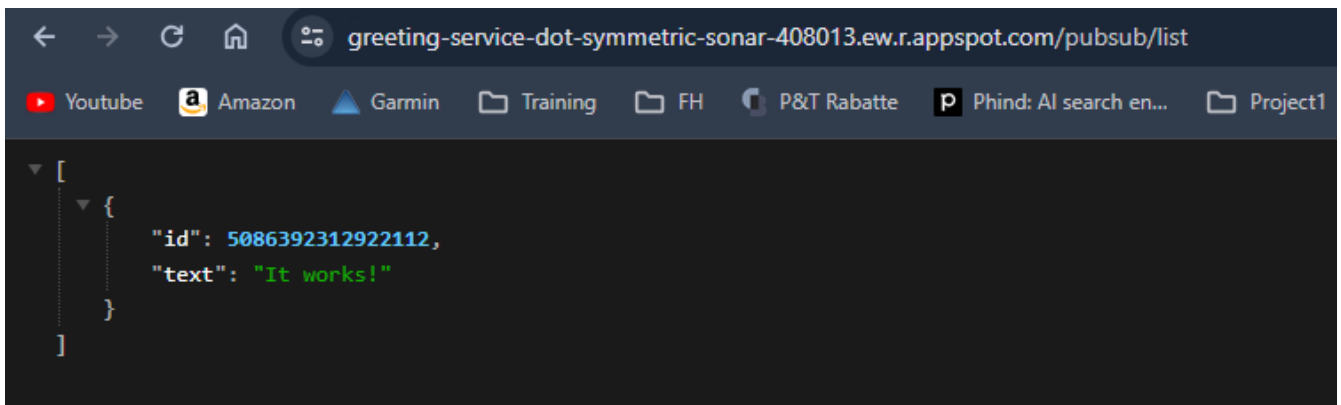 greeting-service-dot-symmetric-sonar-408013.ew.r.appspot.com/pubsub/list
Youtube a Amazon Garmin Training FH P&T Rabatte p Phind: AI search en... Project1
[
{
"id": 5086392312922112,
"text": "It works!"
}
]